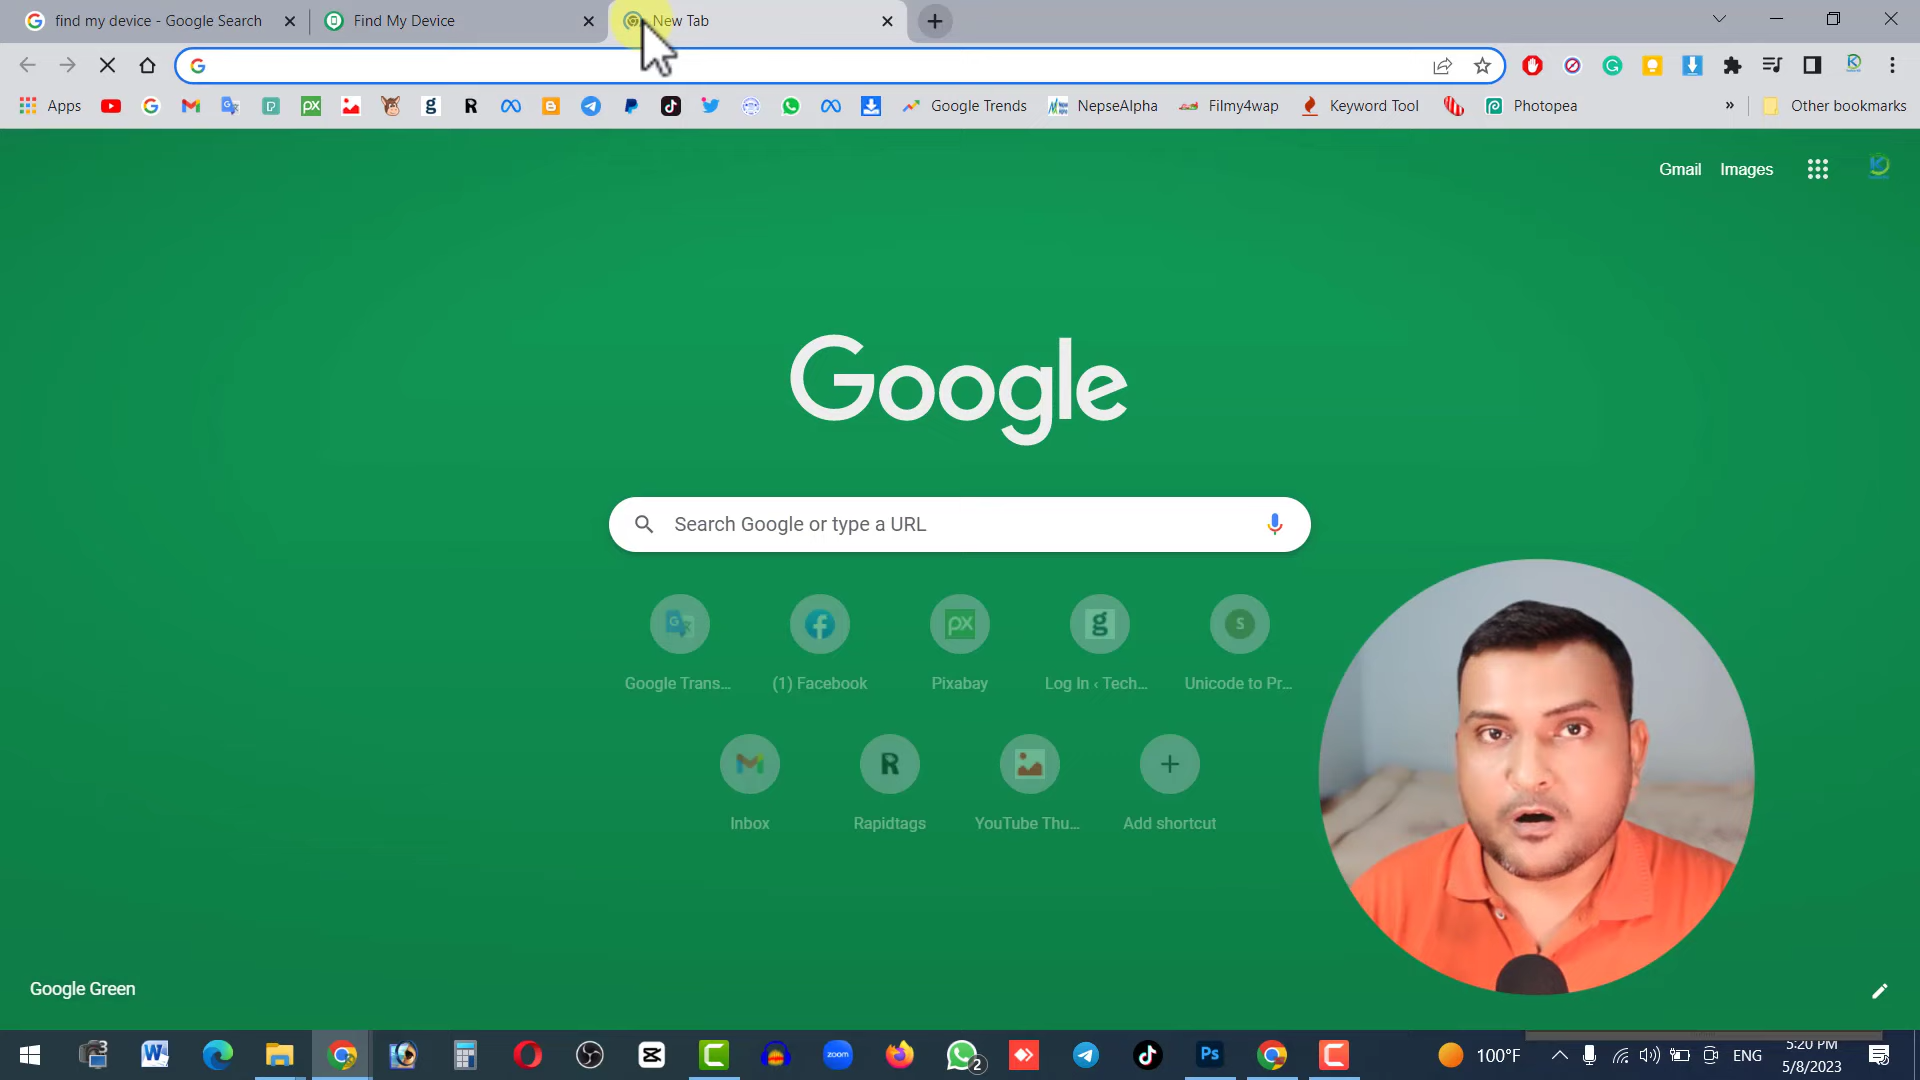 find my device - Google Search
Find My Device
New Tab
Apps
Google Trends
NepseAlpha
Filmy4wap
Keyword Tool
Photopea
»
Other bookmarks
Gmail
Images
Google
Search Google or type a URL
Google Trans...
(1) Facebook
Pixabay
Log In ‹ Tech...
Unicode to Pr...
Inbox
Rapidtags
YouTube Thu...
Add shortcut
Google Green
100°F
ENG
5:20 PM
5/8/2023